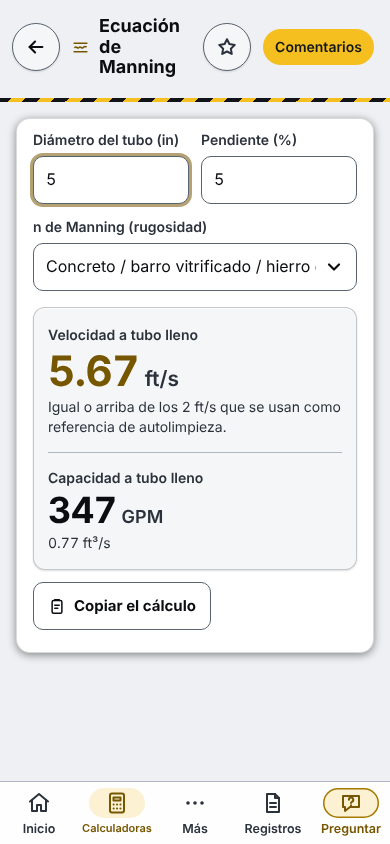 Ecuación
de
Manning
Comentarios
Diámetro del tubo (in)
Pendiente (%)
5
5
n de Manning (rugosidad)
Concreto / barro vitrificado / hierro
Velocidad a tubo lleno
5.67 ft/s
Igual o arriba de los 2 ft/s que se usan como
referencia de autolimpieza.
Capacidad a tubo lleno
347 GPM
0.77 ft³/s
Copiar el cálculo
Inicio
Calculadoras
Más
Registros
Preguntar